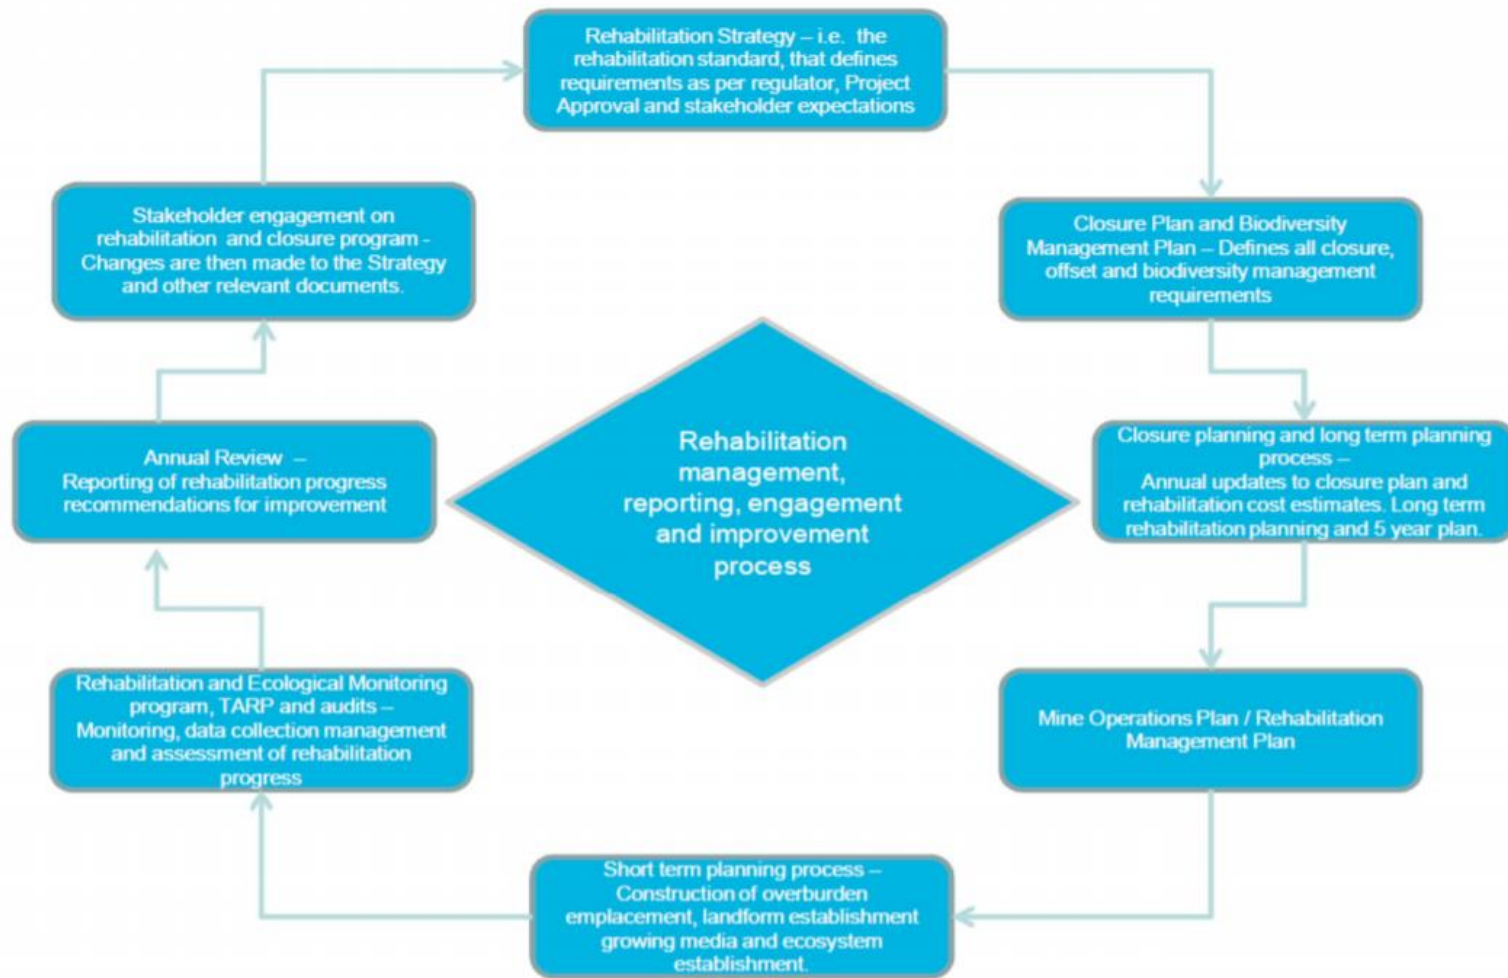 Rehabilitation Strategy – i.e. the
rehabilitation standard, that defines
requirements as per regulator, Project
Approval and stakeholder expectations
Closure Plan and Biodiversity
Management Plan – Defines all closure,
offset and biodiversity management
requirements
Closure planning and long term planning
process –
Annual updates to closure plan and
rehabilitation cost estimates. Long term
rehabilitation planning and 5 year plan.
Mine Operations Plan / Rehabilitation
Management Plan
Short term planning process –
Construction of overburden
emplacement, landform establishment
growing media and ecosystem
establishment.
Rehabilitation and Ecological Monitoring
program, TARP and audits –
Monitoring, data collection management
and assessment of rehabilitation
progress
Annual Review –
Reporting of rehabilitation progress
recommendations for improvement
Stakeholder engagement on
rehabilitation and closure program -
Changes are then made to the Strategy
and other relevant documents.
Rehabilitation
management,
reporting, engagement
and improvement
process